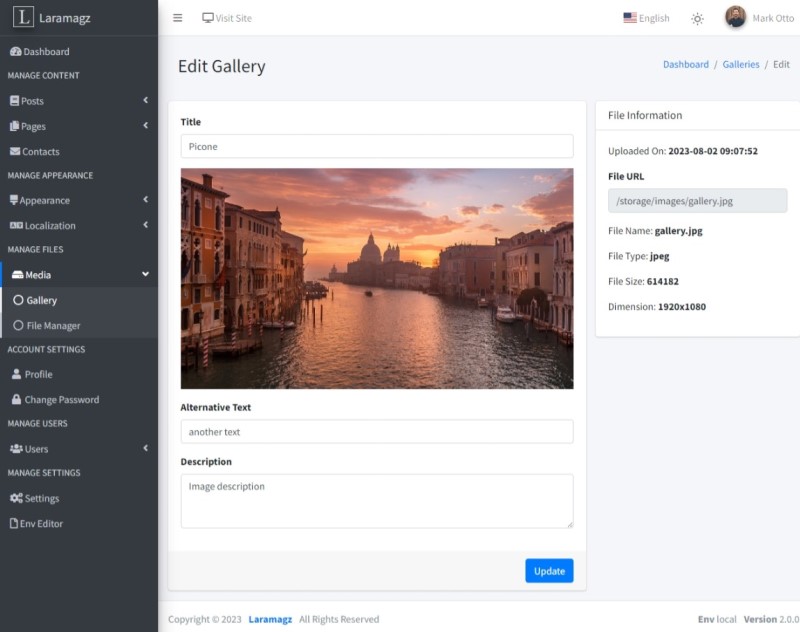 L Laramagz
Visit Site
English
Mark Otto
Dashboard
MANAGE CONTENT
Posts
Pages
Contacts
MANAGE APPEARANCE
Appearance
Localization
MANAGE FILES
Media
Gallery
File Manager
ACCOUNT SETTINGS
Profile
Change Password
MANAGE USERS
Users
MANAGE SETTINGS
Settings
Env Editor
Edit Gallery
Dashboard / Galleries / Edit
Title
Picone
Alternative Text
another text
Description
Image description
Update
File Information
Uploaded On: 2023-08-02 09:07:52
File URL
/storage/images/gallery.jpg
File Name: gallery.jpg
File Type: jpeg
File Size: 614182
Dimension: 1920x1080
Copyright © 2023 Laramagz All Rights Reserved
Env local Version 2.0.0